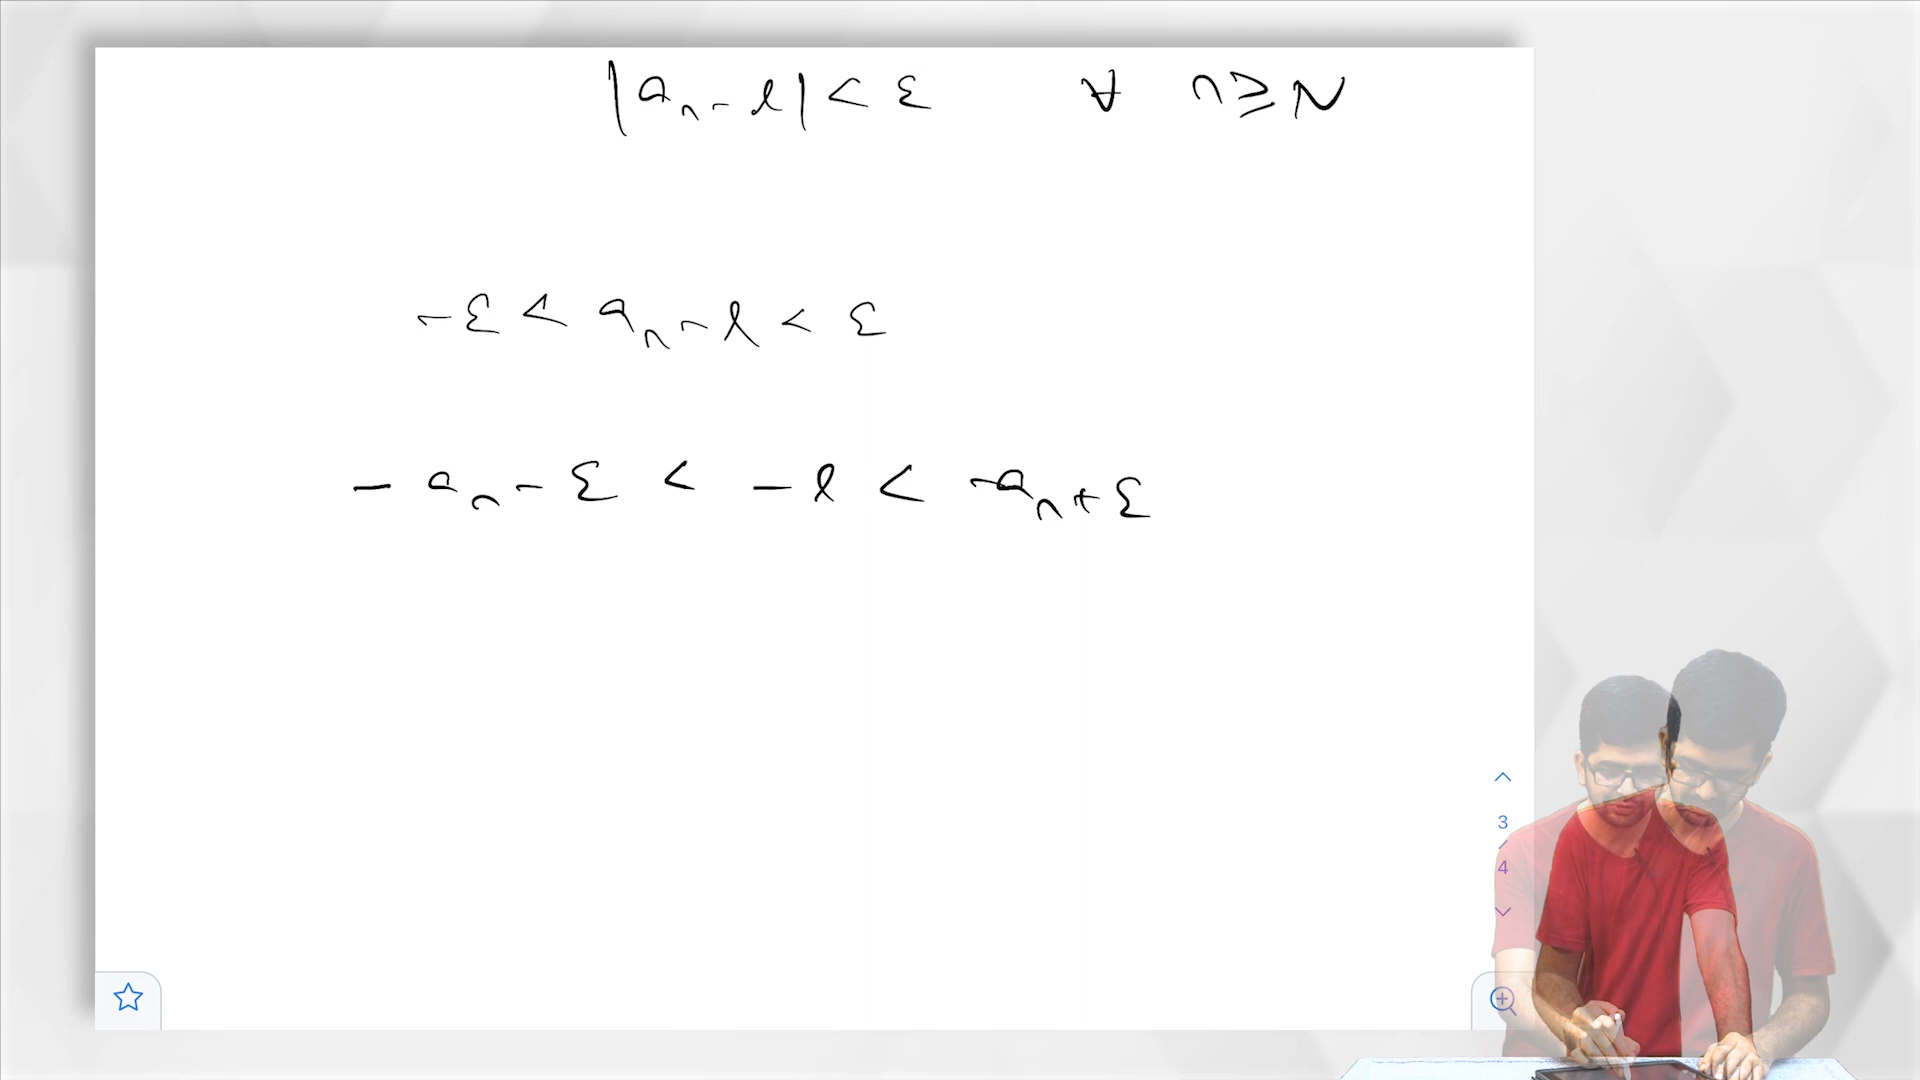 |aₙ - l| < ε ∀ n ≥ N
-ε < aₙ - l < ε
- aₙ - ε < - l < -aₙ + ε
3
/
4